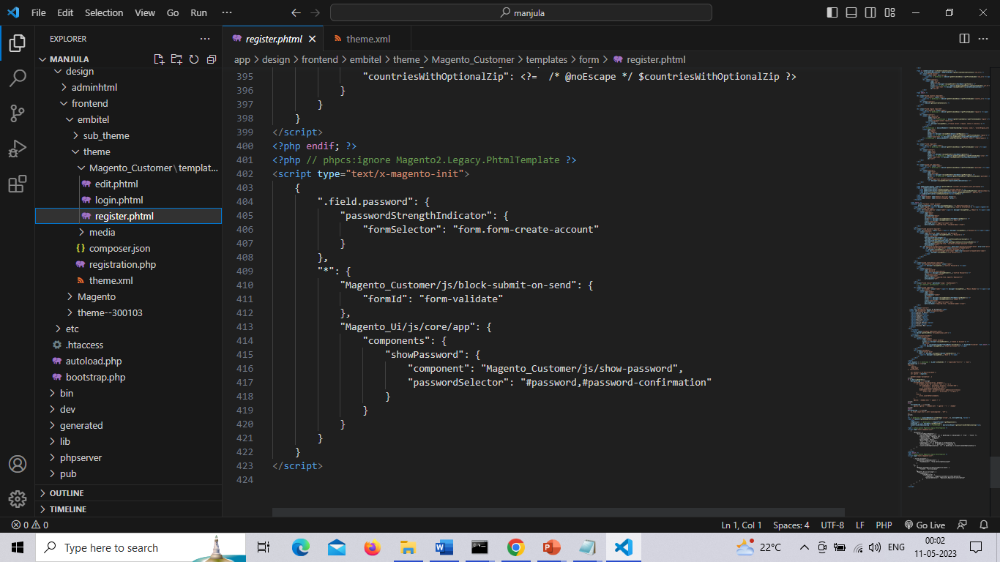 File Edit Selection View Go Run ··· manjula
EXPLORER ···
register.phtml
theme.xml
MANJULA
app > design > frontend > embitel > theme > Magento_Customer > templates > form > register.phtml
design
adminhtml
frontend
embitel
sub_theme
theme
Magento_Customer\templat...
edit.phtml
login.phtml
register.phtml
media
composer.json
registration.php
theme.xml
Magento
theme--300103
etc
.htaccess
autoload.php
bootstrap.php
bin
dev
generated
lib
phpserver
pub
OUTLINE
TIMELINE
395 "countriesWithOptionalZip": <?= /* @noEscape */ $countriesWithOptionalZip ?>
396 }
397 }
398 }
399 </script>
400 <?php endif; ?>
401 <?php // phpcs:ignore Magento2.Legacy.PhtmlTemplate ?>
402 <script type="text/x-magento-init">
403 {
404 ".field.password": {
405 "passwordStrengthIndicator": {
406 "formSelector": "form.form-create-account"
407 }
408 },
409 "*": {
410 "Magento_Customer/js/block-submit-on-send": {
411 "formId": "form-validate"
412 },
413 "Magento_Ui/js/core/app": {
414 "components": {
415 "showPassword": {
416 "component": "Magento_Customer/js/show-password",
417 "passwordSelector": "#password,#password-confirmation"
418 }
419 }
420 }
421 }
422 }
423 </script>
424
0 0 Ln 1, Col 1 Spaces: 4 UTF-8 LF PHP Go Live
Type here to search
22°C ENG
00:02
11-05-2023